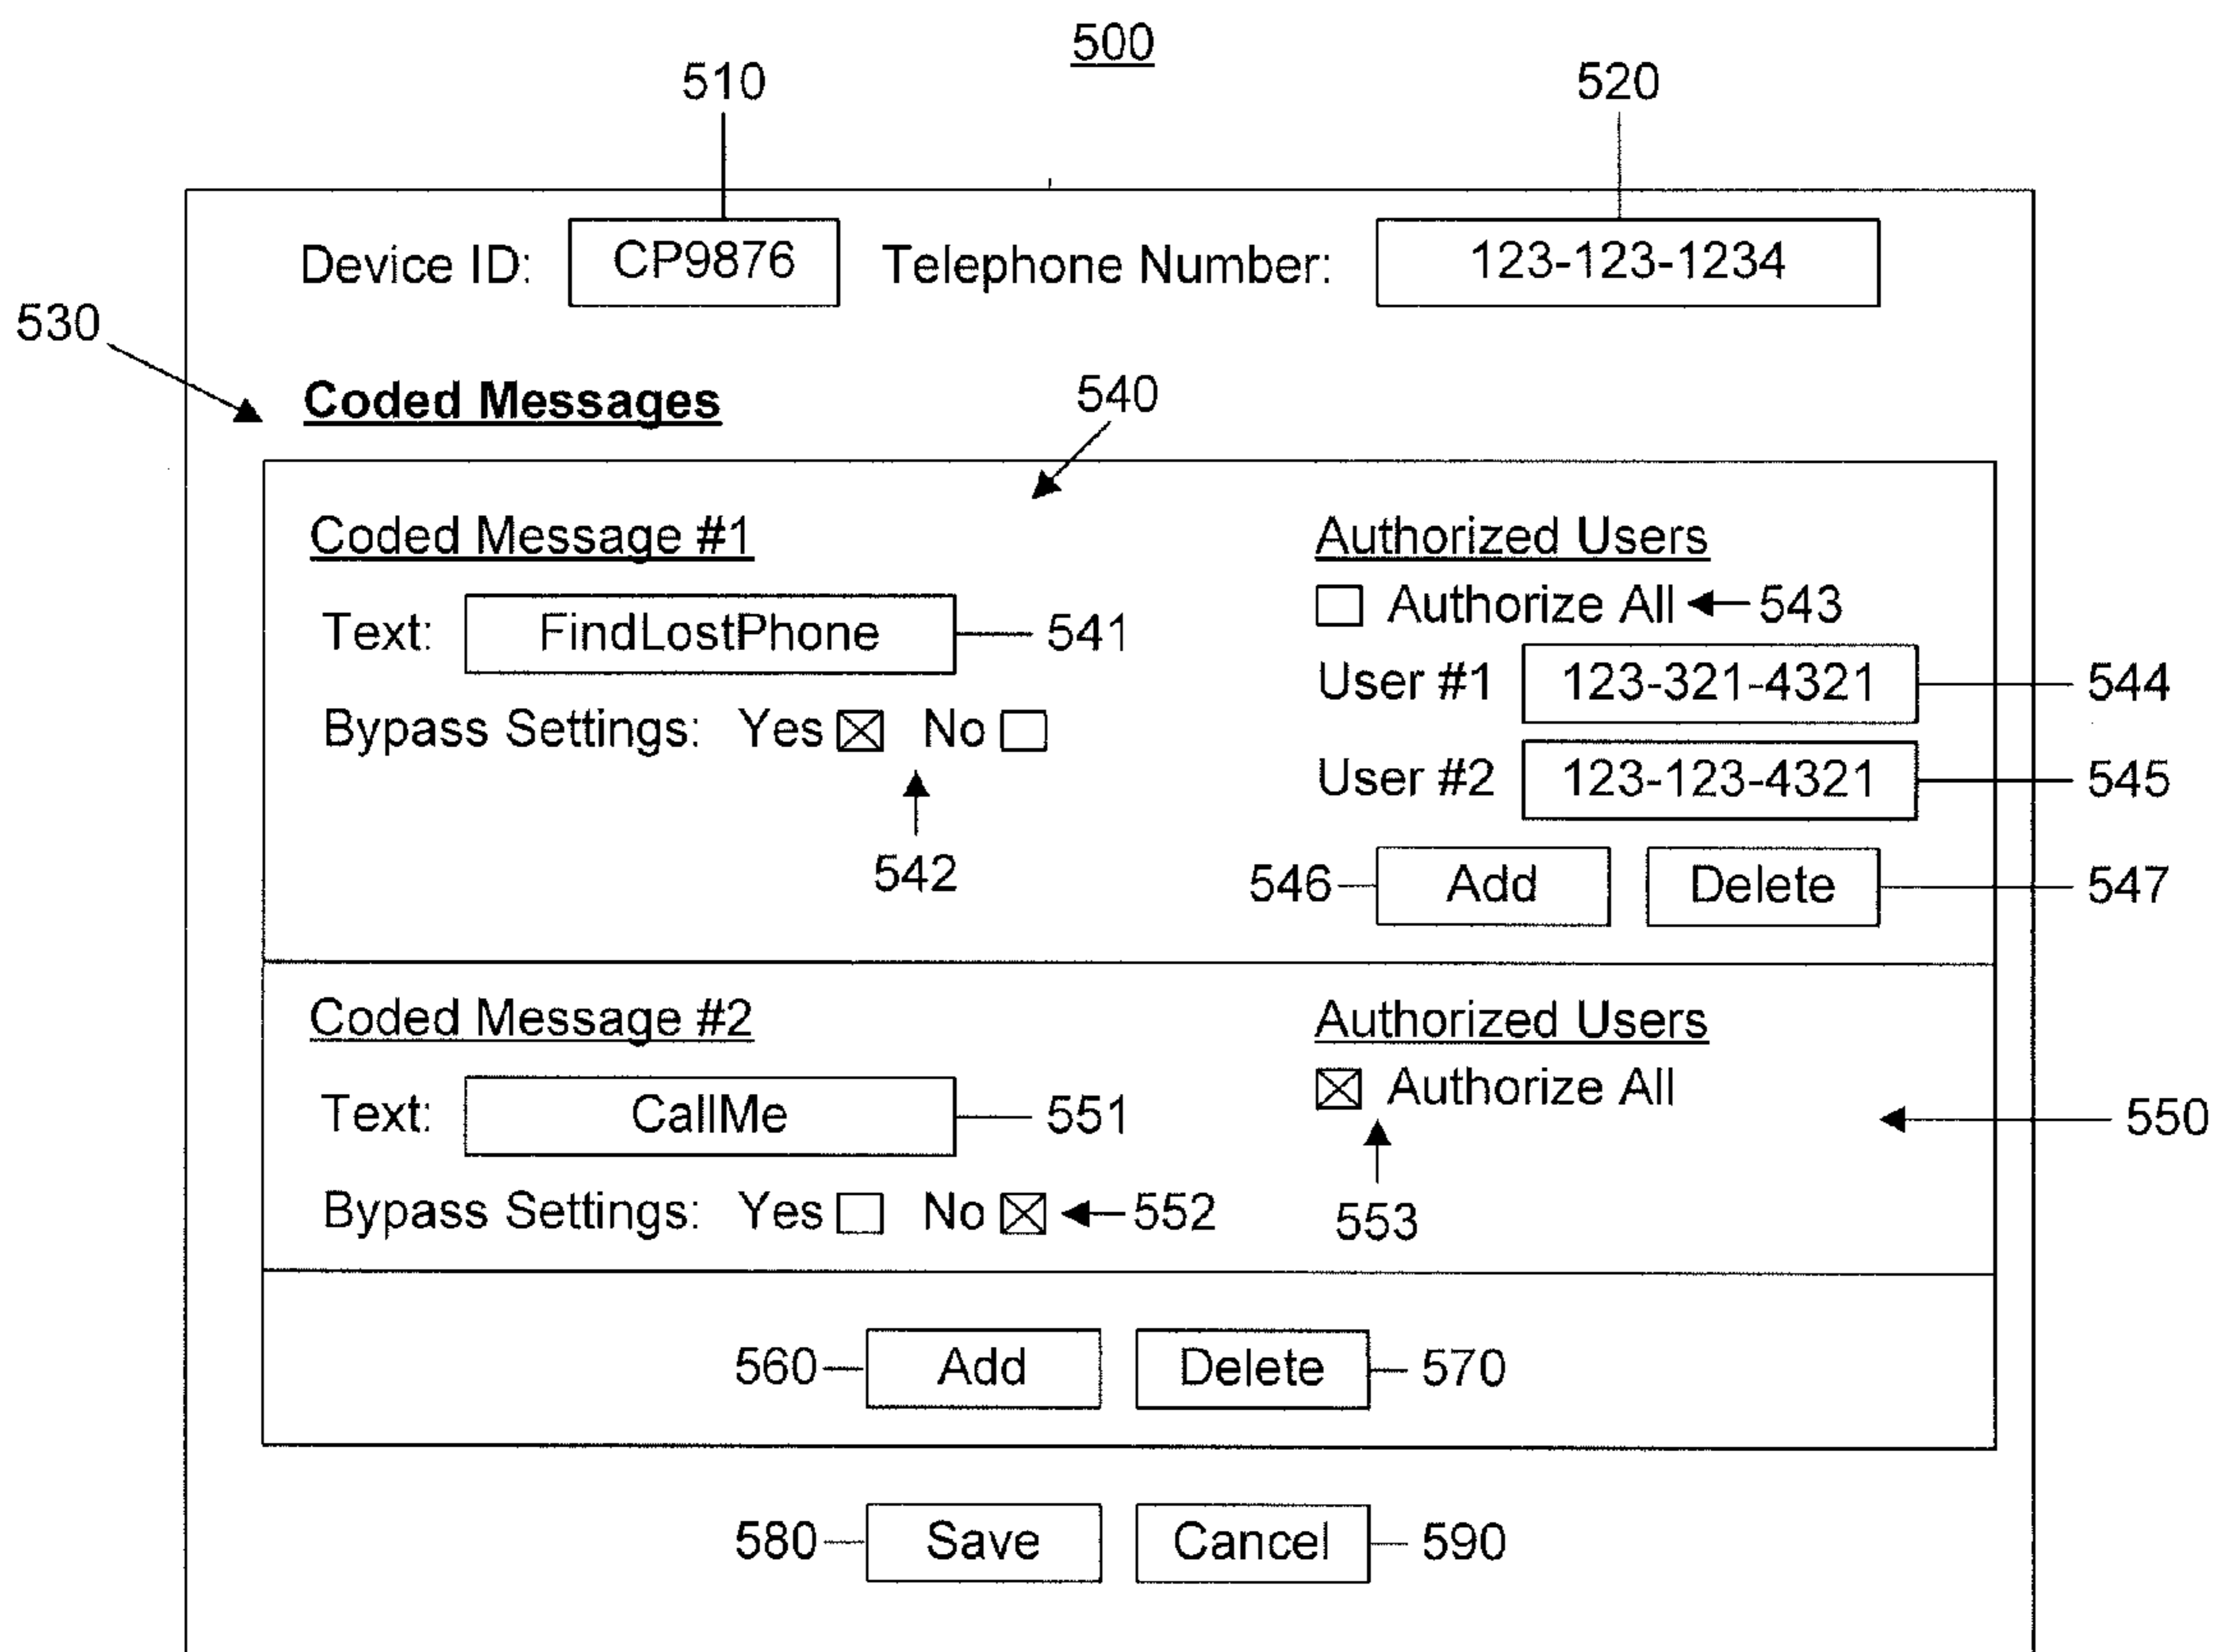 500
510 520
Device ID: CP9876 Telephone Number: 123-123-1234
530
Coded Messages 540
Coded Message #1 Authorized Users
Authorize All 543
Text: FindLostPhone 541
User #1 123-321-4321 544
Bypass Settings: Yes No
User #2 123-123-4321 545
542
546 Add Delete 547
Coded Message #2 Authorized Users
Authorize All
Text: CallMe 551 550
Bypass Settings: Yes No 552
553
560 Add Delete 570
580 Save Cancel 590